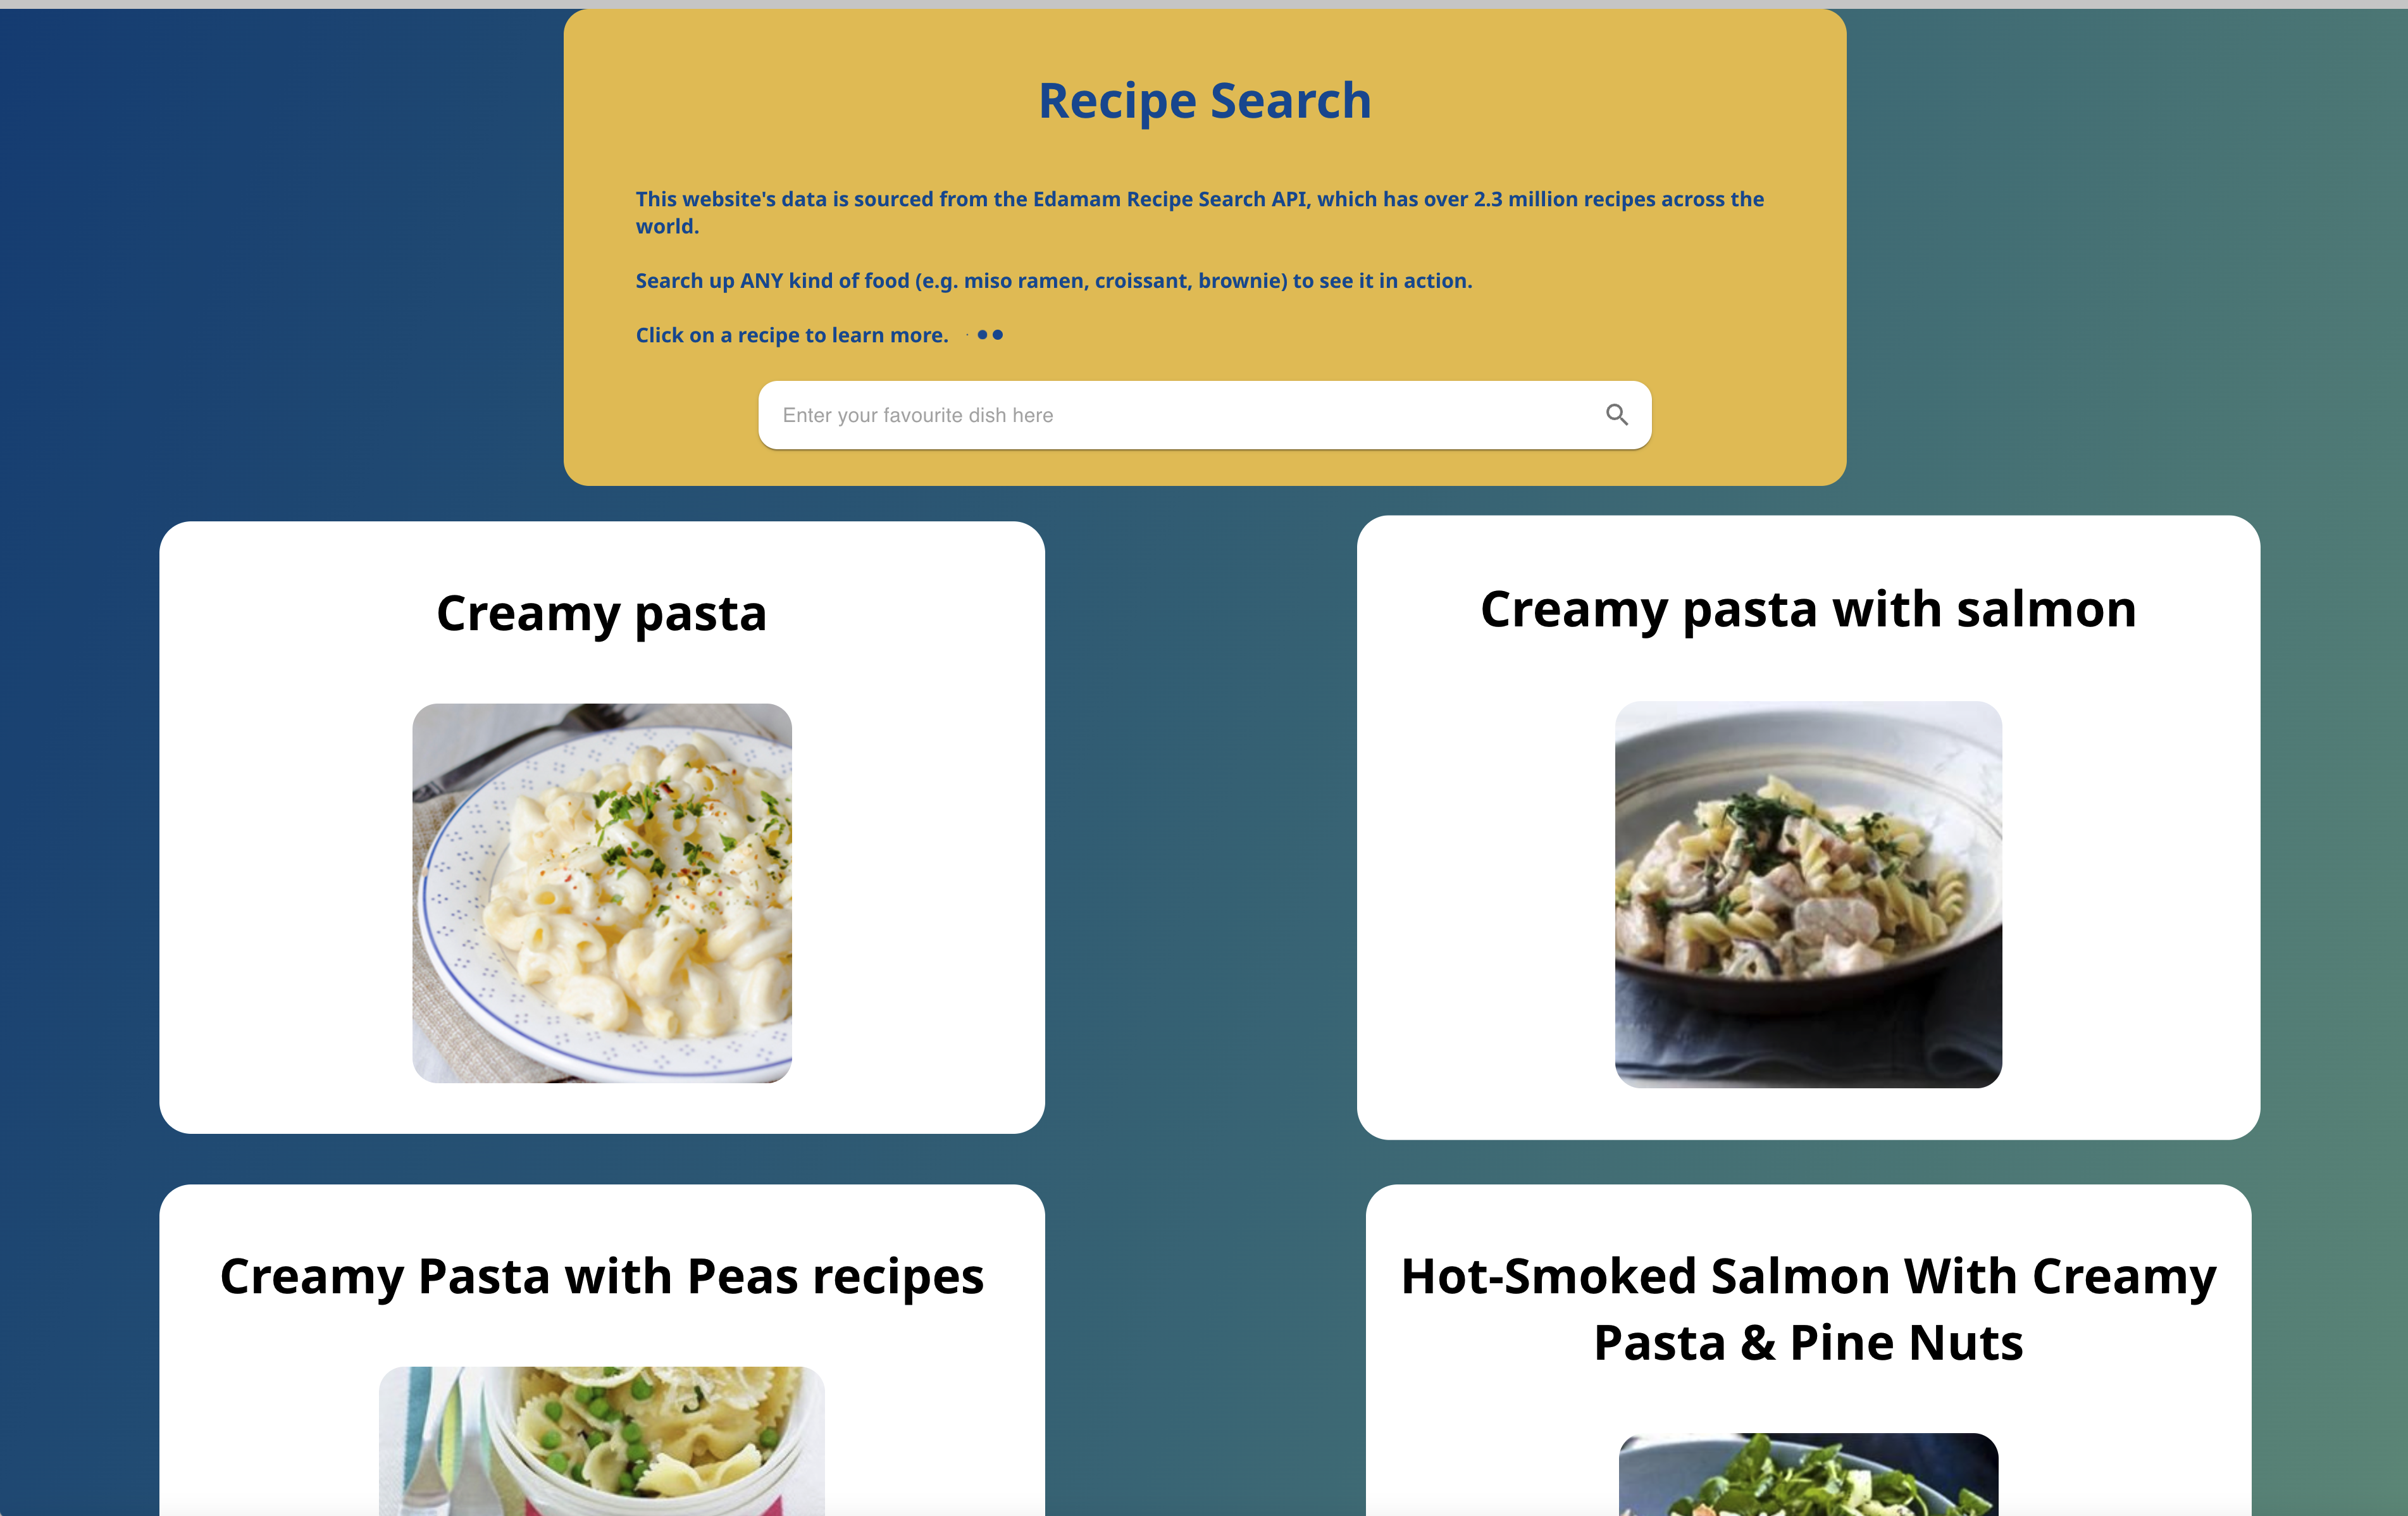 Recipe Search
This website's data is sourced from the Edamam Recipe Search API, which has over 2.3 million recipes across the
world.
Search up ANY kind of food (e.g. miso ramen, croissant, brownie) to see it in action.
Click on a recipe to learn more.
Enter your favourite dish here
Creamy pasta
Creamy pasta with salmon
Creamy Pasta with Peas recipes
Hot-Smoked Salmon With Creamy
Pasta & Pine Nuts